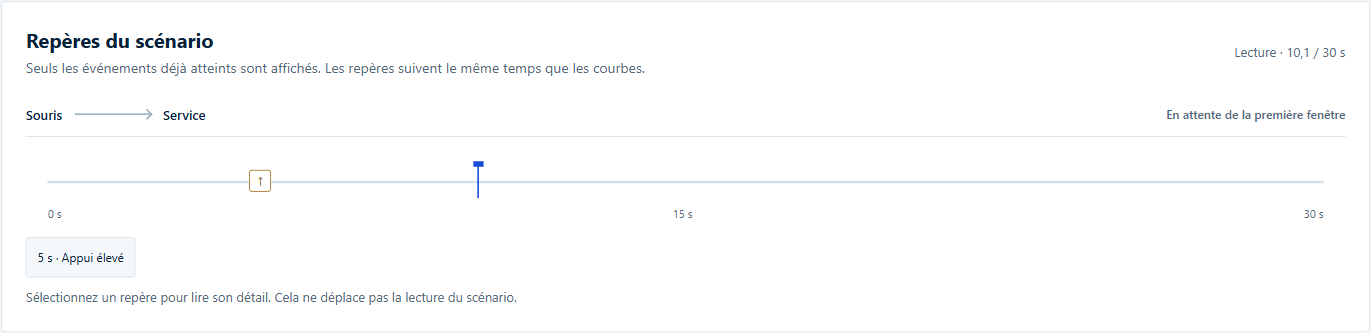 Repères du scénario
Seuls les événements déjà atteints sont affichés. Les repères suivent le même temps que les courbes.
Lecture · 10,1 / 30 s
Souris → Service
En attente de la première fenêtre
↑
0 s
15 s
30 s
5 s · Appui élevé
Sélectionnez un repère pour lire son détail. Cela ne déplace pas la lecture du scénario.